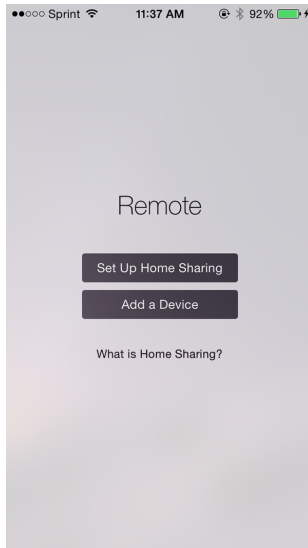 Sprint 11:37 AM 92%
Remote
Set Up Home Sharing
Add a Device
What is Home Sharing?